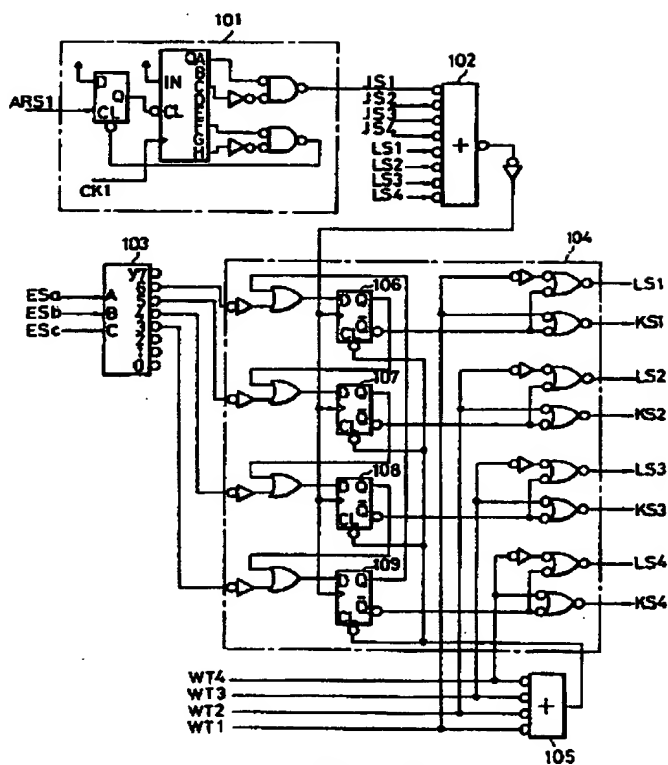 101
D
Q
CL
IN
CL
QA
B
C
D
E
F
G
H
ARS1
CK1
JS1
JS2
JS3
JS4
LS1
LS2
LS3
LS4
102
+
103
ESa
ESb
ESc
A
B
C
Y7
6
5
4
3
2
1
0
104
106
D Q
Q
CL
107
D Q
Q
CL
108
D Q
Q
CL
109
D Q
Q
CL
LS1
KS1
LS2
KS2
LS3
KS3
LS4
KS4
WT4
WT3
WT2
WT1
+
105